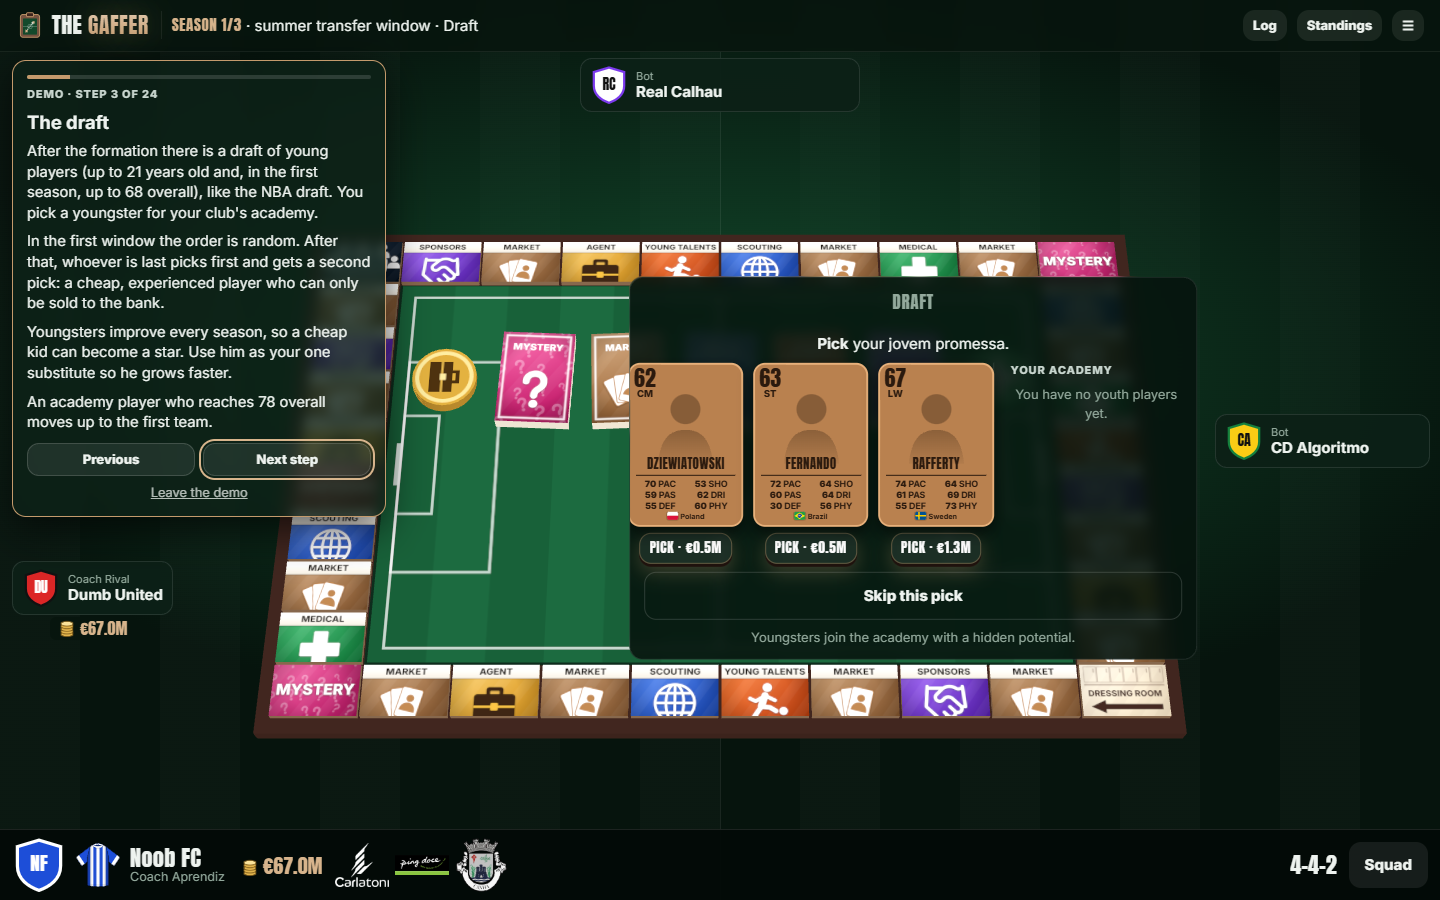 THE GAFFER
SEASON 1/3 · summer transfer window · Draft
Log
Standings
DEMO · STEP 3 OF 24
The draft
After the formation there is a draft of young
players (up to 21 years old and, in the first
season, up to 68 overall), like the NBA draft. You
pick a youngster for your club's academy.
In the first window the order is random. After
that, whoever is last picks first and gets a second
pick: a cheap, experienced player who can only
be sold to the bank.
Youngsters improve every season, so a cheap
kid can become a star. Use him as your one
substitute so he grows faster.
An academy player who reaches 78 overall
moves up to the first team.
Previous
Next step
Leave the demo
RC
Bot
Real Calhau
SPONSORS
MARKET
AGENT
YOUNG TALENTS
SCOUTING
MARKET
MEDICAL
MARKET
MYSTERY
MYSTERY
?
MAR
DRAFT
Pick your jovem promessa.
62
CM
DZIEWIATOWSKI
70 PAC 53 SHO
59 PAS 62 DRI
55 DEF 60 PHY
Poland
PICK · €0.5M
63
ST
FERNANDO
72 PAC 64 SHO
60 PAS 64 DRI
30 DEF 56 PHY
Brazil
PICK · €0.5M
67
LW
RAFFERTY
74 PAC 64 SHO
61 PAS 69 DRI
55 DEF 73 PHY
Sweden
PICK · €1.3M
YOUR ACADEMY
You have no youth players
yet.
Skip this pick
Youngsters join the academy with a hidden potential.
CA
Bot
CD Algoritmo
DU
Coach Rival
Dumb United
€67.0M
SCOUTING
MARKET
MEDICAL
MYSTERY
MARKET
AGENT
MARKET
SCOUTING
YOUNG TALENTS
MARKET
SPONSORS
MARKET
DRESSING ROOM
NF
Noob FC
Coach Aprendiz
€67.0M
Carlatoni
ping doce
4-4-2
Squad